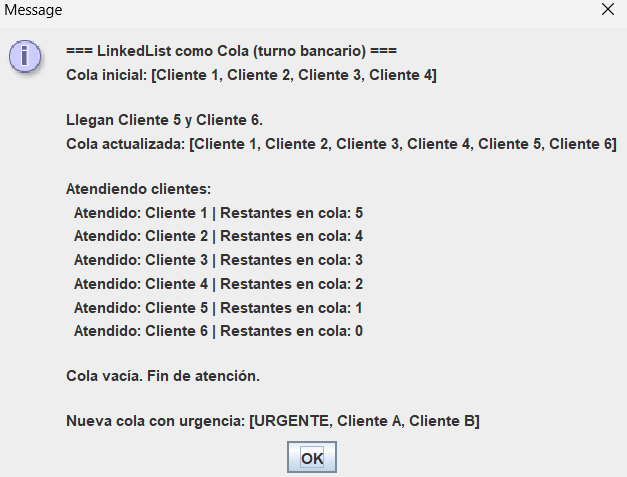 Message
=== LinkedList como Cola (turno bancario) ===
Cola inicial: [Cliente 1, Cliente 2, Cliente 3, Cliente 4]
Llegan Cliente 5 y Cliente 6.
Cola actualizada: [Cliente 1, Cliente 2, Cliente 3, Cliente 4, Cliente 5, Cliente 6]
Atendiendo clientes:
Atendido: Cliente 1 | Restantes en cola: 5
Atendido: Cliente 2 | Restantes en cola: 4
Atendido: Cliente 3 | Restantes en cola: 3
Atendido: Cliente 4 | Restantes en cola: 2
Atendido: Cliente 5 | Restantes en cola: 1
Atendido: Cliente 6 | Restantes en cola: 0
Cola vacía. Fin de atención.
Nueva cola con urgencia: [URGENTE, Cliente A, Cliente B]
OK